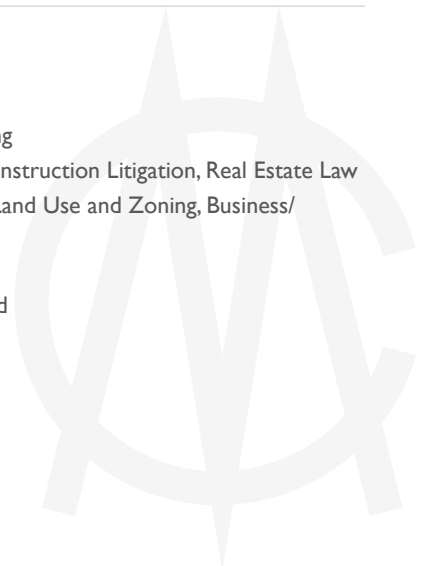 ng
nstruction Litigation, Real Estate Law
and Use and Zoning, Business/
d